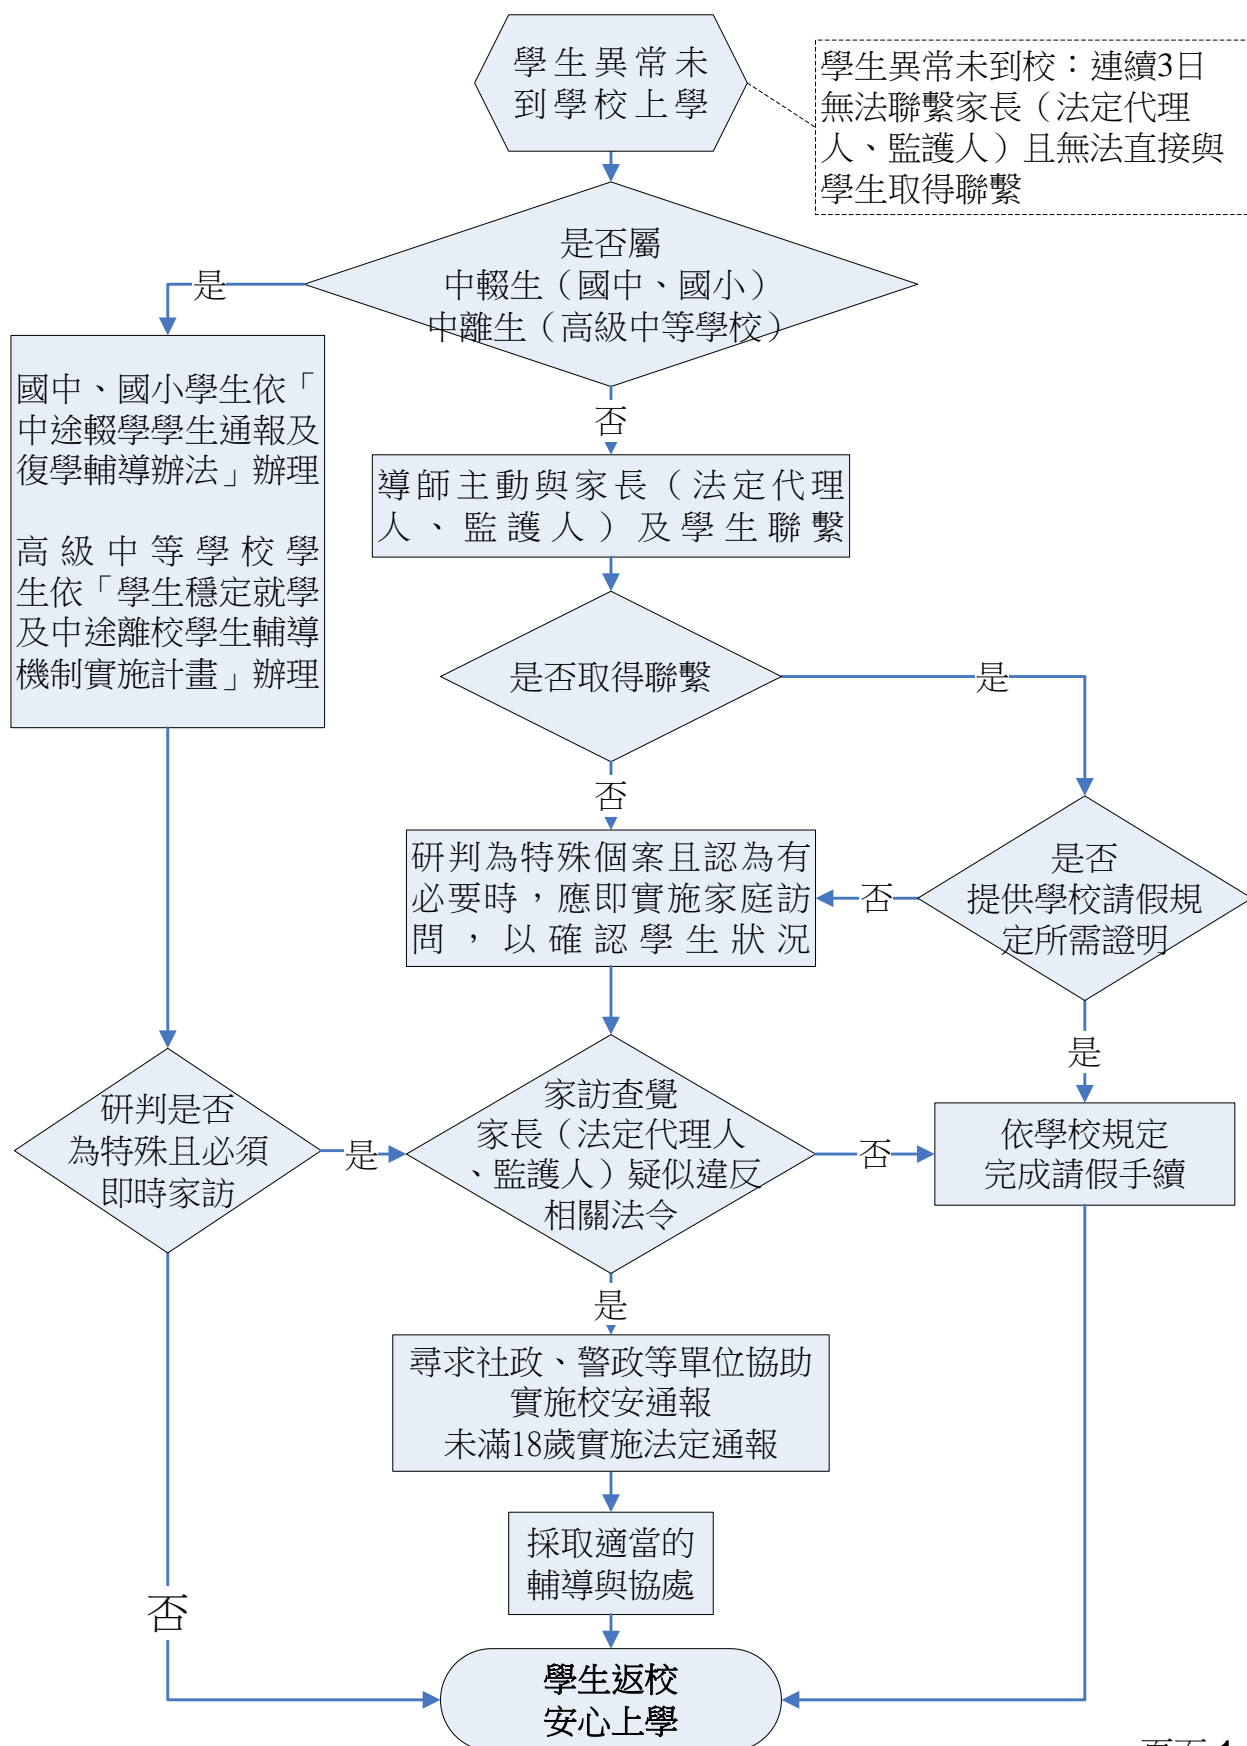 學生異常未
到學校上學
學生異常未到校：連續3日
無法聯繫家長（法定代理
人、監護人）且無法直接與
學生取得聯繫
是否屬
中輟生（國中、國小）
中離生（高級中等學校）
是
否
國中、國小學生依「
中途輟學學生通報及
復學輔導辦法」辦理
高級中等學校學
生依「學生穩定就學
及中途離校學生輔導
機制實施計畫」辦理
導師主動與家長（法定代理
人、監護人）及學生聯繫
是否取得聯繫
是
否
研判為特殊個案且認為有
必要時，應即實施家庭訪
問，以確認學生狀況
否
是否
提供學校請假規
定所需證明
是
研判是否
為特殊且必須
即時家訪
是
家訪查覺
家長（法定代理人
、監護人）疑似違反
相關法令
否
依學校規定
完成請假手續
是
尋求社政、警政等單位協助
實施校安通報
未滿18歲實施法定通報
採取適當的
輔導與協處
否
學生返校
安心上學